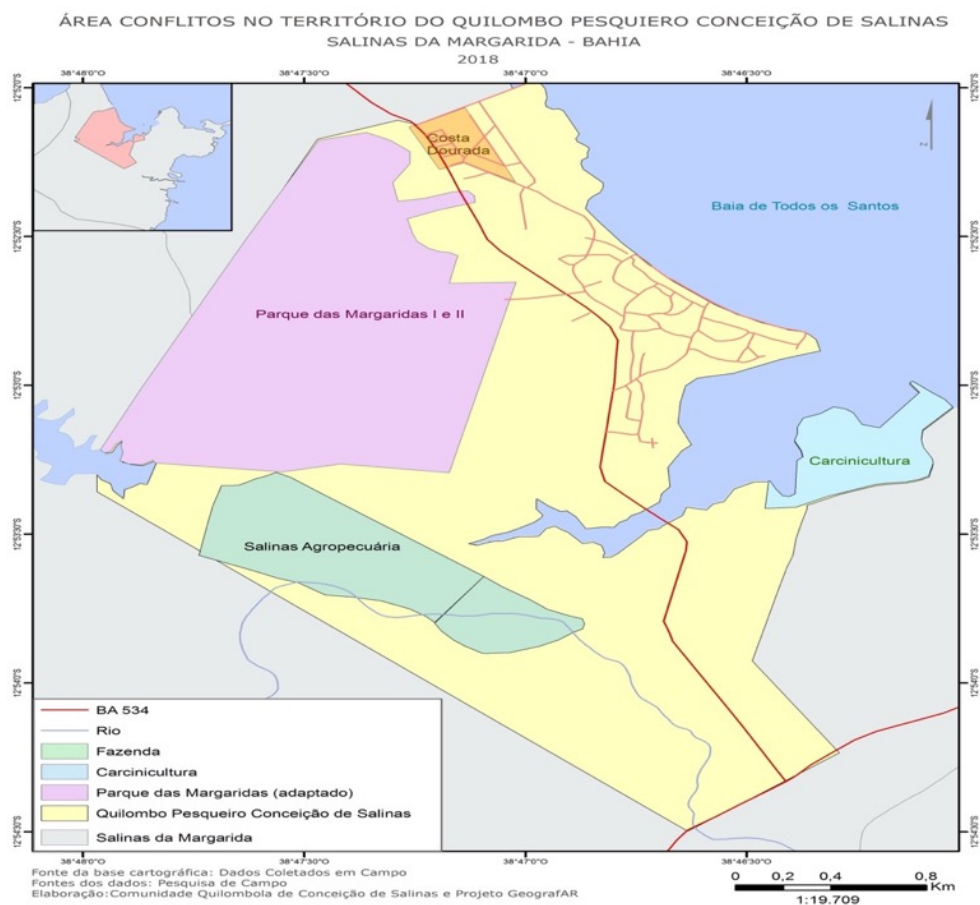 ÁREA CONFLITOS NO TERRITÓRIO DO QUILOMBO PESQUIERO CONCEIÇÃO DE SALINAS
SALINAS DA MARGARIDA - BAHIA
2018
38°48'0"O
38°47'30"O
38°47'0"O
38°46'30"O
Costa
Dourada
z
Baia de Todos os Santos
Parque das Margaridas I e II
Carcinicultura
Salinas Agropecuária
BA 534
Rio
Fazenda
Carcinicultura
Parque das Margaridas (adaptado)
Quilombo Pesqueiro Conceição de Salinas
Salinas da Margarida
38°48'0"O
38°47'30"O
38°47'0"O
38°46'30"O
Fonte da base cartográfica: Dados Coletados em Campo
Fontes dos dados: Pesquisa de Campo
Elaboração:Comunidade Quilombola de Conceição de Salinas e Projeto GeografAR
0 0,2 0,4 0,8
Km
1:19.709